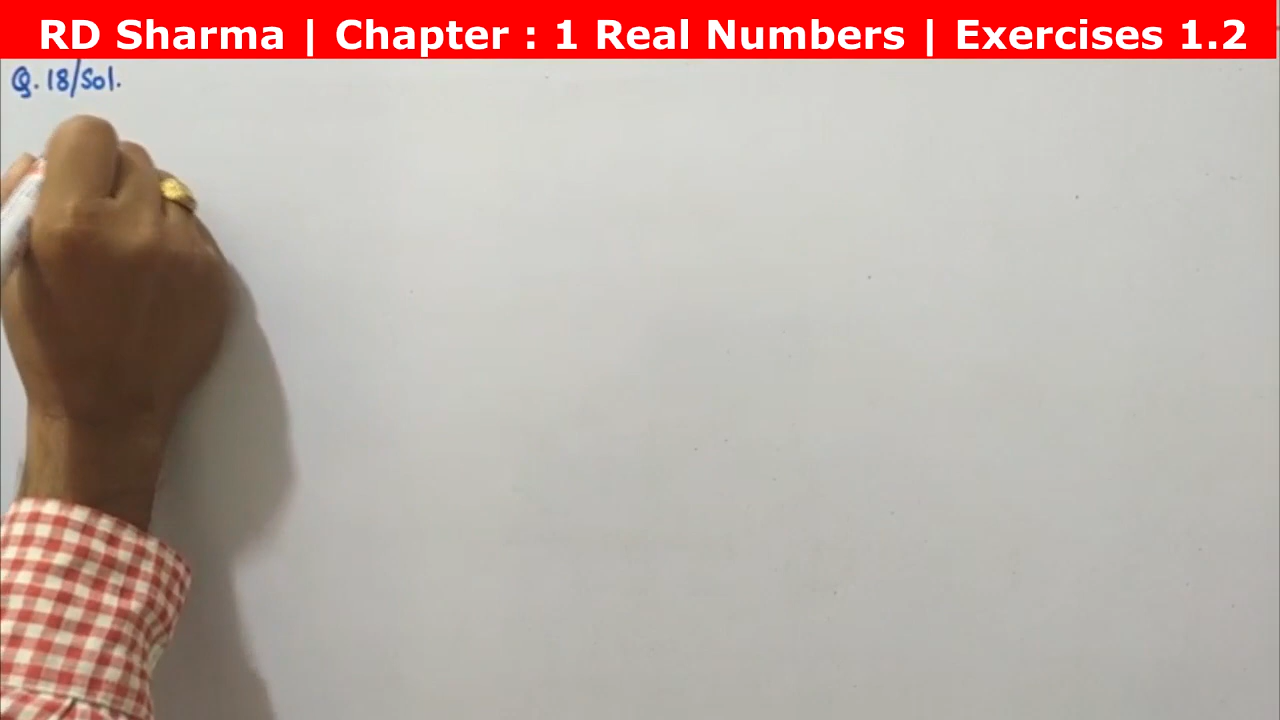 RD Sharma | Chapter : 1 Real Numbers | Exercises 1.2
Q. 18/Sol.